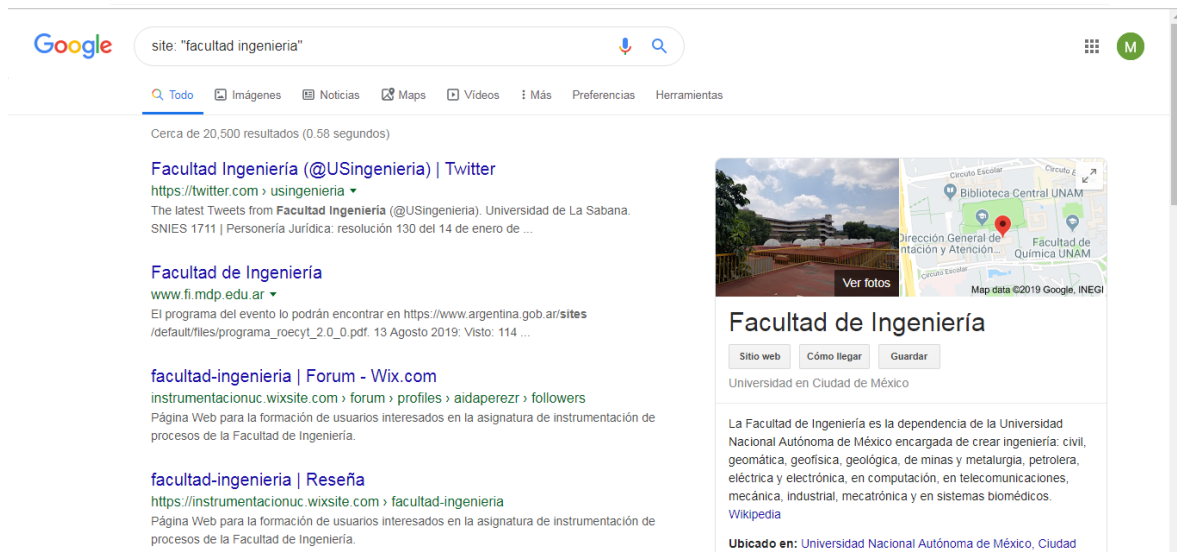 Google
site: "facultad ingenieria"
M
Todo Imágenes Noticias Maps Vídeos Más Preferencias Herramientas
Cerca de 20,500 resultados (0.58 segundos)
Facultad Ingeniería (@USingenieria) | Twitter
https://twitter.com › usingenieria
The latest Tweets from Facultad Ingenieria (@USingenieria). Universidad de La Sabana.
SNIES 1711 | Personería Jurídica: resolución 130 del 14 de enero de ...
Facultad de Ingeniería
www.fi.mdp.edu.ar
El programa del evento lo podrán encontrar en https://www.argentina.gob.ar/sites
/default/files/programa_roecyt_2.0_0.pdf. 13 Agosto 2019: Visto: 114 ...
facultad-ingenieria | Forum - Wix.com
instrumentacionuc.wixsite.com › forum › profiles › aidaperezr › followers
Página Web para la formación de usuarios interesados en la asignatura de instrumentación de
procesos de la Facultad de Ingeniería.
facultad-ingenieria | Reseña
https://instrumentacionuc.wixsite.com › facultad-ingenieria
Página Web para la formación de usuarios interesados en la asignatura de instrumentación de
procesos de la Facultad de Ingeniería.
Ver fotos
Circuito Escolar
Circuito E
Biblioteca Central UNAM
Dirección General de
ntación y Atención...
Facultad de
Química UNAM
Circuito Escolar
Map data ©2019 Google, INEGI
Facultad de Ingeniería
Sitio web Cómo llegar Guardar
Universidad en Ciudad de México
La Facultad de Ingeniería es la dependencia de la Universidad
Nacional Autónoma de México encargada de crear ingeniería: civil,
geomática, geofísica, geológica, de minas y metalurgia, petrolera,
eléctrica y electrónica, en computación, en telecomunicaciones,
mecánica, industrial, mecatrónica y en sistemas biomédicos.
Wikipedia
Ubicado en: Universidad Nacional Autónoma de México, Ciudad